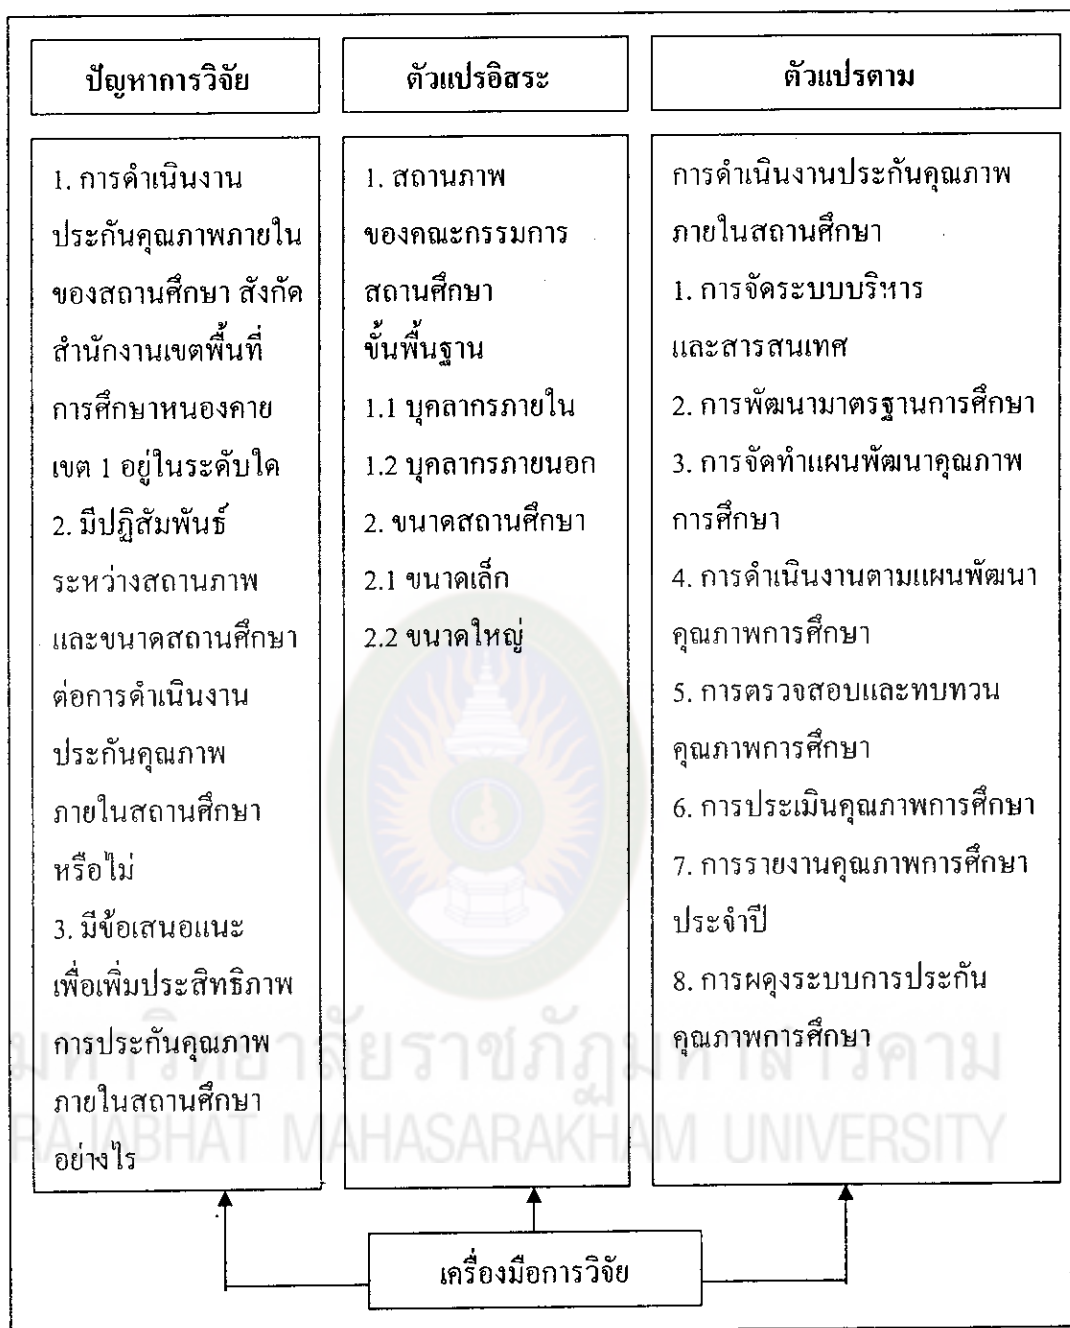 ปัญหาการวิจัย
ตัวแปรอิสระ
ตัวแปรตาม
1. การดำเนินงาน
ประกันคุณภาพภายใน
ของสถานศึกษา สังกัด
สำนักงานเขตพื้นที่
การศึกษาหนองคาย
เขต 1 อยู่ในระดับใด
2. มีปฏิสัมพันธ์
ระหว่างสถานภาพ
และขนาดสถานศึกษา
ต่อการดำเนินงาน
ประกันคุณภาพ
ภายในสถานศึกษา
หรือไม่
3. มีข้อเสนอแนะ
เพื่อเพิ่มประสิทธิภาพ
การประกันคุณภาพ
ภายในสถานศึกษา
อย่างไร
1. สถานภาพ
ของคณะกรรมการ
สถานศึกษา
ขั้นพื้นฐาน
1.1 บุคลากรภายใน
1.2 บุคลากรภายนอก
2. ขนาดสถานศึกษา
2.1 ขนาดเล็ก
2.2 ขนาดใหญ่
การดำเนินงานประกันคุณภาพ
ภายในสถานศึกษา
1. การจัดระบบบริหาร
และสารสนเทศ
2. การพัฒนามาตรฐานการศึกษา
3. การจัดทำแผนพัฒนาคุณภาพ
การศึกษา
4. การดำเนินงานตามแผนพัฒนา
คุณภาพการศึกษา
5. การตรวจสอบและทบทวน
คุณภาพการศึกษา
6. การประเมินคุณภาพการศึกษา
7. การรายงานคุณภาพการศึกษา
ประจำปี
8. การผดุงระบบการประกัน
คุณภาพการศึกษา
มหาวิทยาลัยราชภัฏมหาสารคาม
RAJABHAT MAHASARAKHAM UNIVERSITY
เครื่องมือการวิจัย